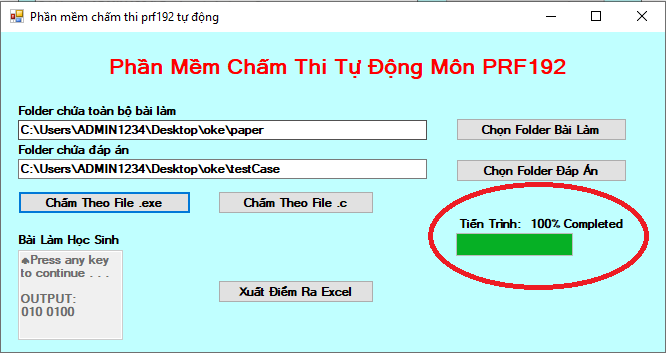 Phần mềm chấm thi prf192 tự động
Phần Mềm Chấm Thi Tự Động Môn PRF192
Folder chứa toàn bộ bài làm
C:\Users\ADMIN1234\Desktop\oke\paper
Chọn Folder Bài Làm
Folder chứa đáp án
C:\Users\ADMIN1234\Desktop\oke\testCase
Chọn Folder Đáp Án
Chấm Theo File .exe
Chấm Theo File .c
Tiến Trình: 100% Completed
Bài Làm Học Sinh
♠Press any key
to continue . . .
OUTPUT:
010 0100
Xuất Điểm Ra Excel